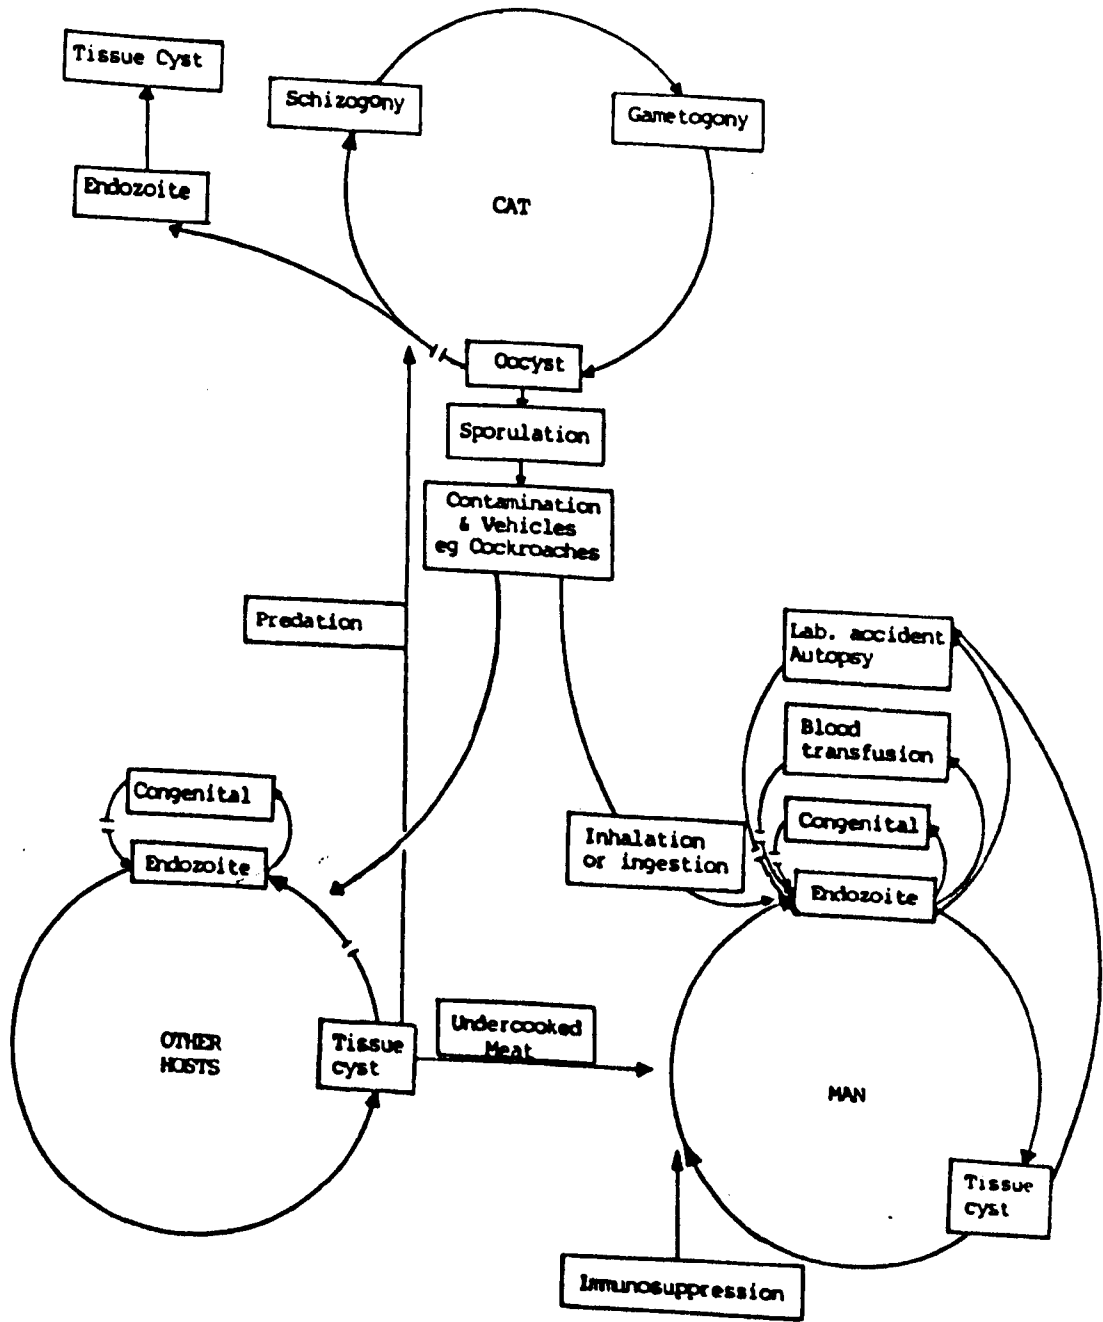 Tissue Cyst
Schizogony
Gametogony
Endozoite
CAT
Oocyst
Sporulation
Contamination
& Vehicles
eg Cockroaches
Predation
Lab. accident
Autopsy
Blood
transfusion
Congenital
Congenital
Inhalation
or ingestion
Endozoite
Endozoite
Undercooked
Meat
OTHER
HOSTS
Tissue
cyst
MAN
Tissue
cyst
Immunosuppression